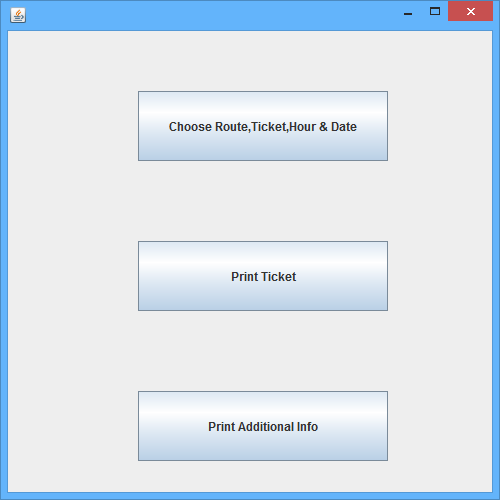 Choose Route,Ticket,Hour & Date
Print Ticket
Print Additional Info